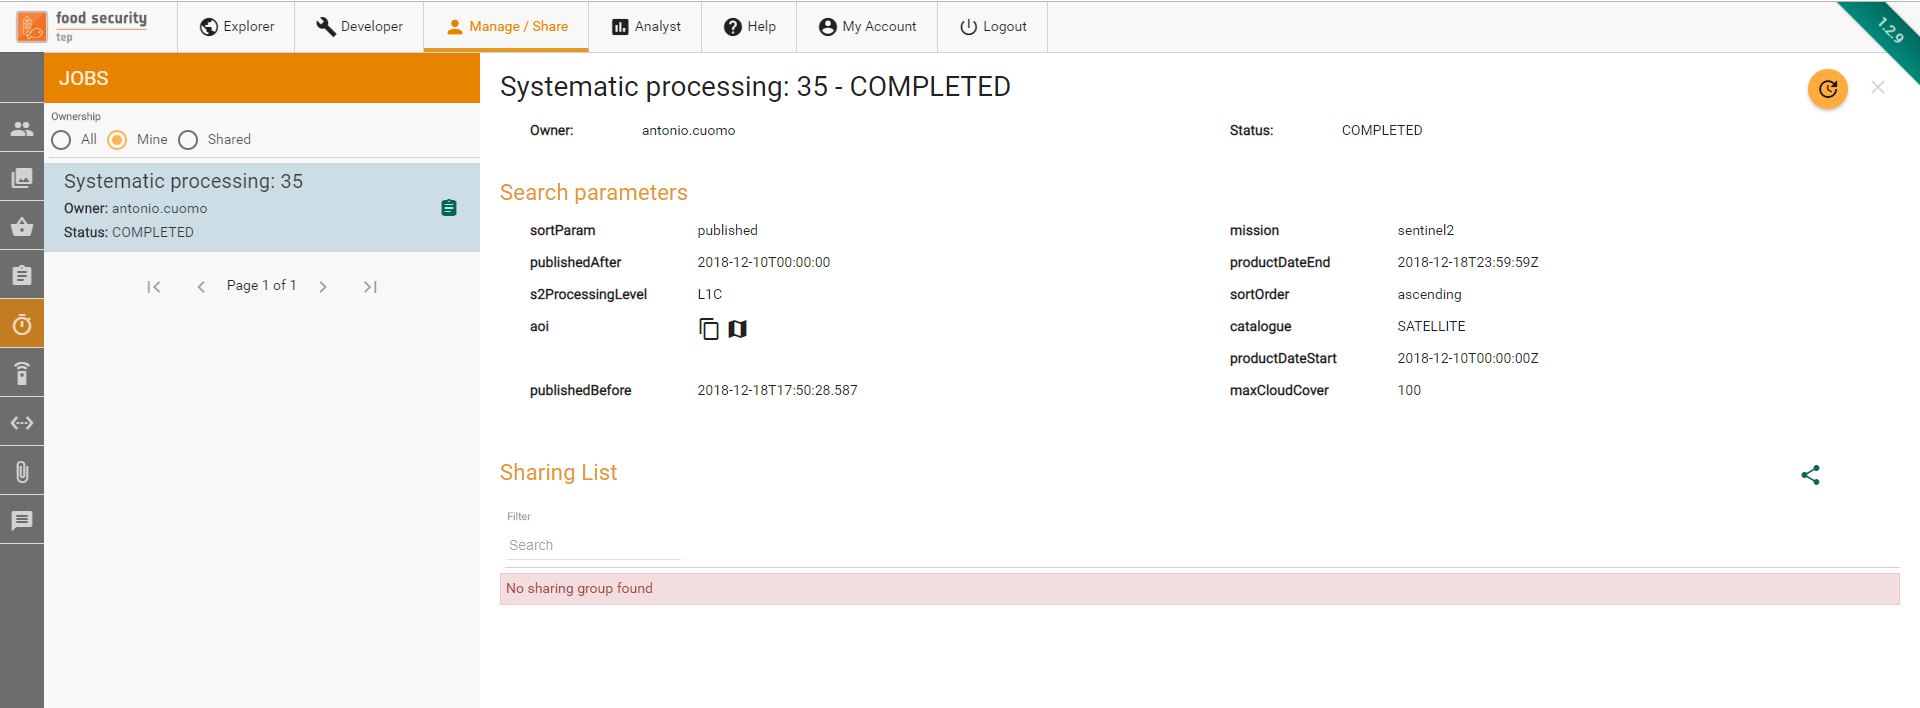 food security
tep
Explorer
Developer
Manage / Share
Analyst
Help
My Account
Logout
1.2.9
JOBS
Ownership
All Mine Shared
Systematic processing: 35
Owner: antonio.cuomo
Status: COMPLETED
Page 1 of 1
Systematic processing: 35 - COMPLETED
Owner: antonio.cuomo
Status: COMPLETED
Search parameters
sortParam published
mission sentinel2
publishedAfter 2018-12-10T00:00:00
productDateEnd 2018-12-18T23:59:59Z
s2ProcessingLevel L1C
sortOrder ascending
aoi
catalogue SATELLITE
productDateStart 2018-12-10T00:00:00Z
publishedBefore 2018-12-18T17:50:28.587
maxCloudCover 100
Sharing List
Filter
Search
No sharing group found